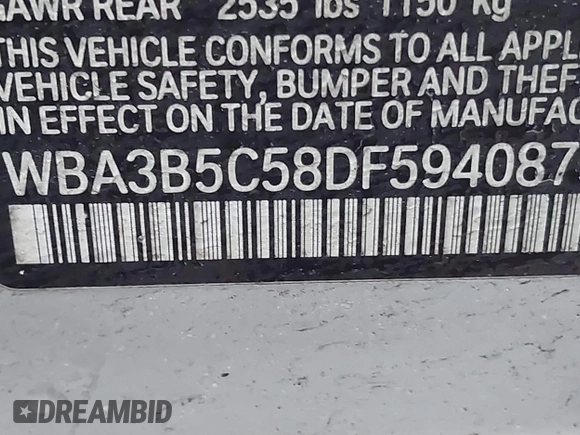 GAWR REAR 2535 lbs 1150 kg
THIS VEHICLE CONFORMS TO ALL APPL
VEHICLE SAFETY, BUMPER AND THEF
IN EFFECT ON THE DATE OF MANUFAC
WBA3B5C58DF594087
DREAMBID